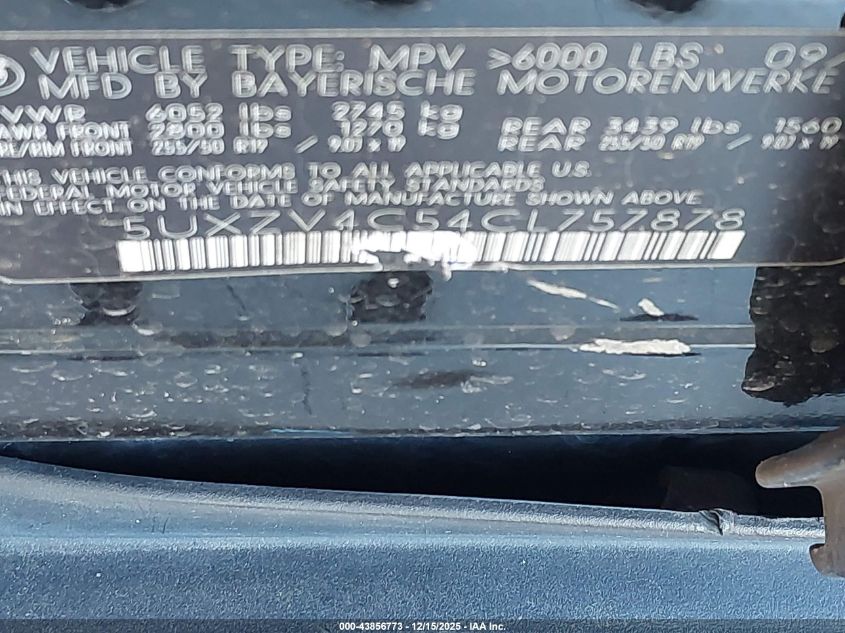 VEHICLE TYPE: MPV >6000 LBS 09/
MFD BY BAYERISCHE MOTORENWERKE
VWR 6052 lbs 2745 kg
AWR FRONT 2800 lbs 1270 kg REAR 3439 lbs 1560
RE/RIM FRONT 255/50 R19 / 9.0J x 19 REAR 255/50 R19 / 9.0J x 19
THIS VEHICLE CONFORMS TO ALL APPLICABLE U.S.
FEDERAL MOTOR VEHICLE SAFETY STANDARDS
IN EFFECT ON THE DATE OF MANUFACTURE SHOWN ABOVE
5UXZV4C54CL757878
000-43856773 - 12/15/2025 - IAA Inc.